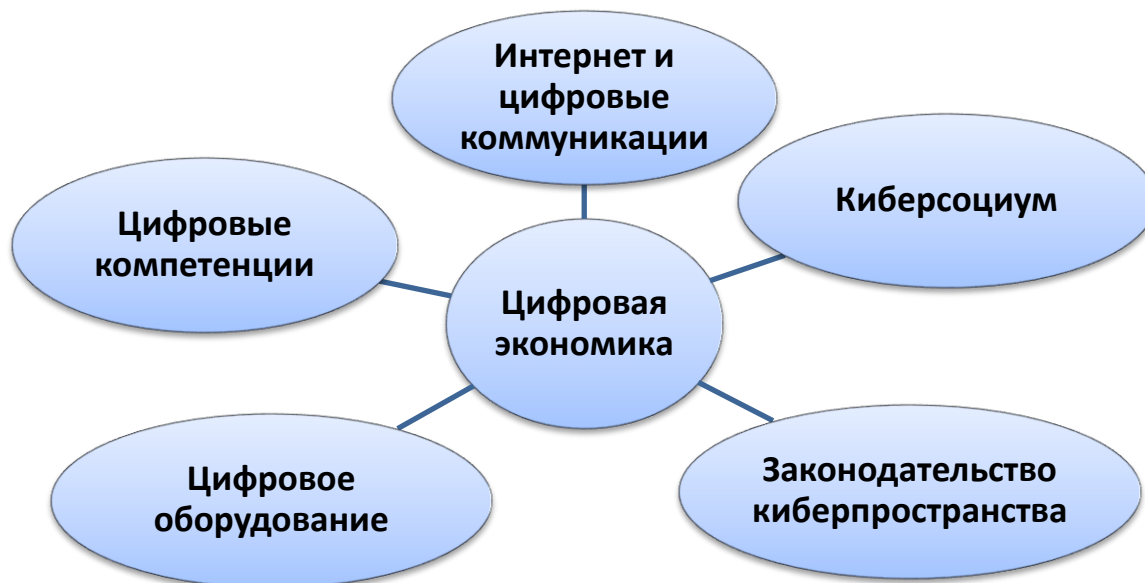 Интернет и
цифровые
коммуникации
Киберсоциум
Цифровые
компетенции
Цифровая
экономика
Цифровое
оборудование
Законодательство
киберпространства